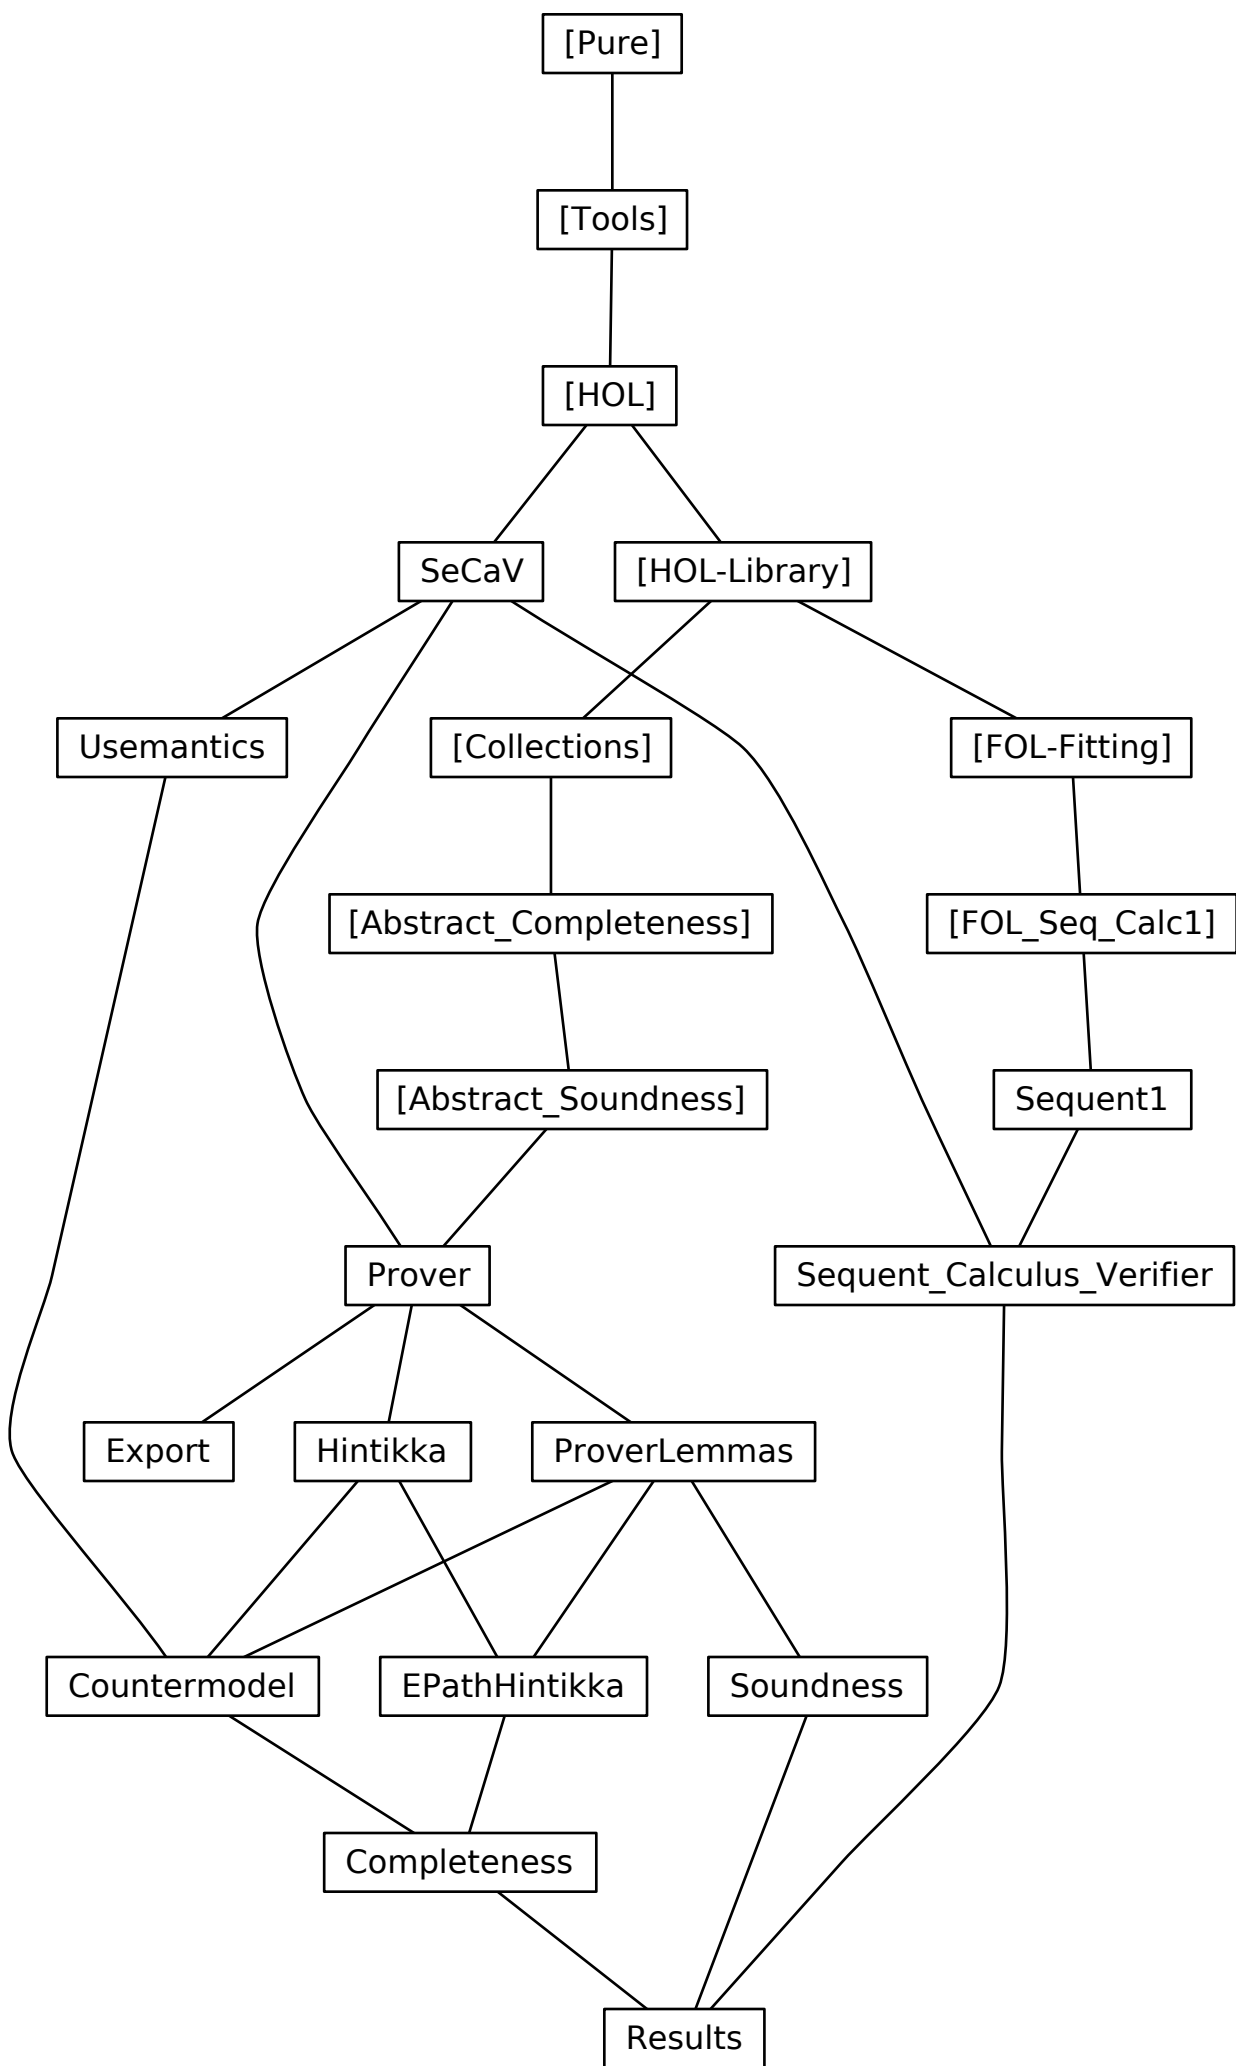 [Pure]
[Tools]
[HOL]
SeCaV
[HOL-Library]
Usemantics
[Collections]
[FOL-Fitting]
[Abstract_Completeness]
[FOL_Seq_Calc1]
[Abstract_Soundness]
Sequent1
Prover
Sequent_Calculus_Verifier
Export
Hintikka
ProverLemmas
Countermodel
EPathHintikka
Soundness
Completeness
Results